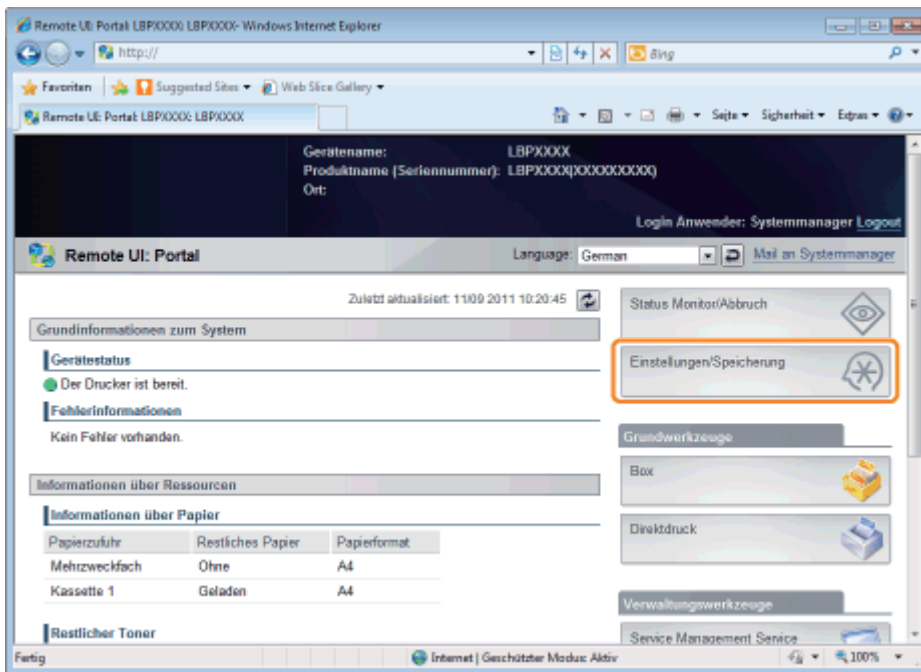 Remote UI: Portal: LBPXXXX: LBPXXXX- Windows Internet Explorer
http://
Bing
Favoriten Suggested Sites Web Slice Gallery
Remote UI: Portal: LBPXXXX: LBPXXXX
Seite Sicherheit Extras
Gerätename: LBPXXXX
Produktname (Seriennummer): LBPXXXX(XXXXXXXXX)
Ort:
Login Anwender: Systemmanager Logout
Remote UI: Portal
Language: German
Mail an Systemmanager
Zuletzt aktualisiert: 11/09 2011 10:20:45
Grundinformationen zum System
Gerätestatus
Der Drucker ist bereit.
Fehlerinformationen
Kein Fehler vorhanden.
Informationen über Ressourcen
Informationen über Papier
Papierzufuhr Restliches Papier Papierformat
Mehrzweckfach Ohne A4
Kassette 1 Geladen A4
Restlicher Toner
Status Monitor/Abbruch
Einstellungen/Speicherung
Grundwerkzeuge
Box
Direktdruck
Verwaltungswerkzeuge
Service Management Service
Fertig
Internet | Geschützter Modus: Aktiv
100%